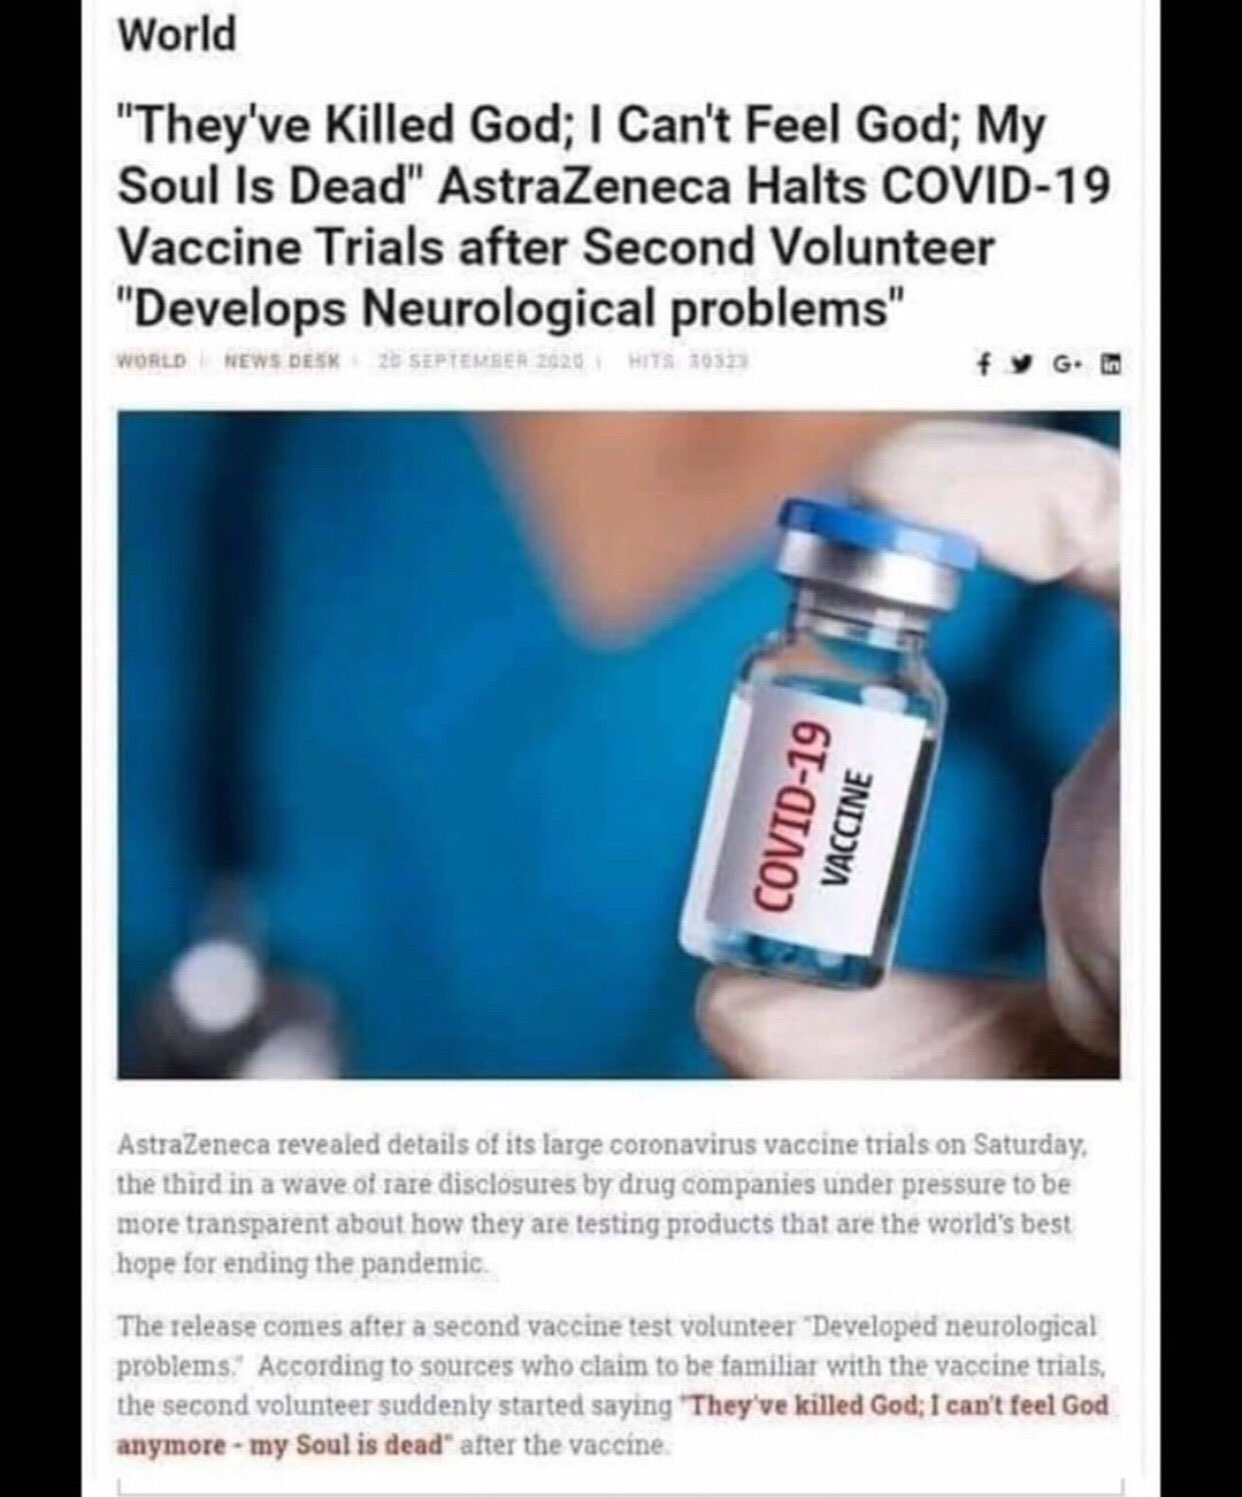 World
"They've Killed God; I Can't Feel God; My
Soul Is Dead" AstraZeneca Halts COVID-19
Vaccine Trials after Second Volunteer
"Develops Neurological problems"
WORLD NEWS DESK SEPTEMBER 2020 HITS
f G+ in
COVID-19
VACCINE
AstraZeneca revealed details of its large coronavirus vaccine trials on Saturday,
the third in a wave of rare disclosures by drug companies under pressure to be
more transparent about how they are testing products that are the world's best
hope for ending the pandemic.
The release comes after a second vaccine test volunteer "Developed neurological
problems." According to sources who claim to be familiar with the vaccine trials,
the second volunteer suddenly started saying "They've killed God; I can't feel God
anymore - my Soul is dead" after the vaccine.